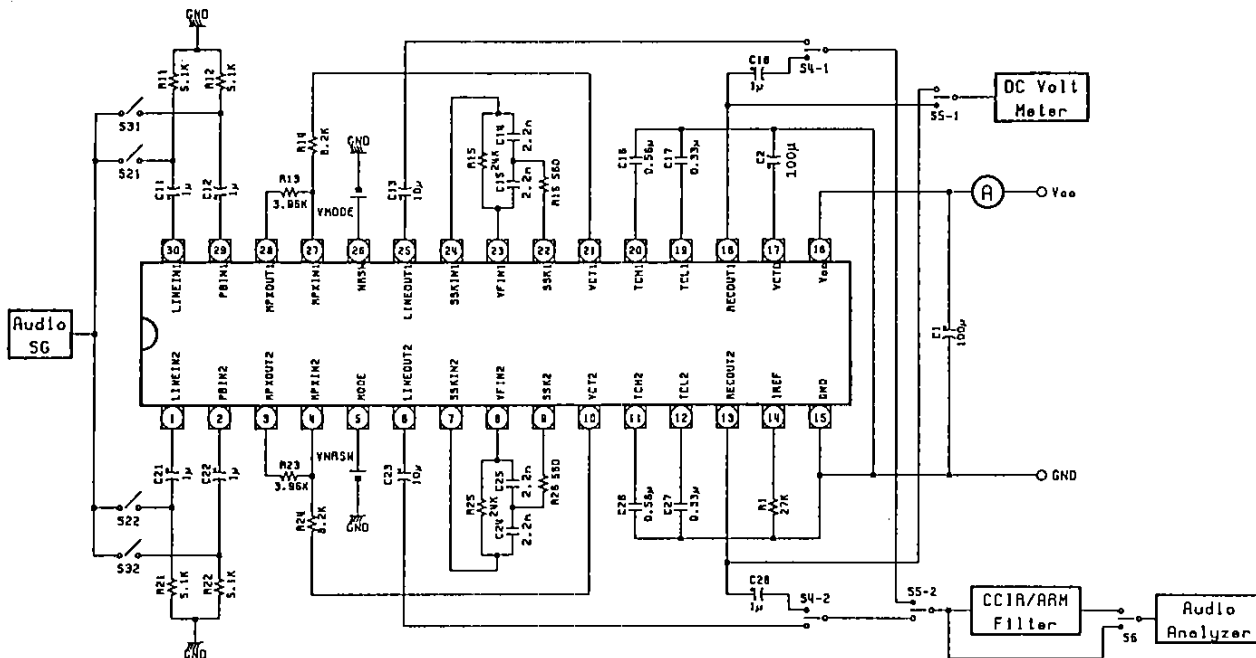 GND
R11
5.1K
R12
5.1K
S31
S21
C11
1µ
C12
1µ
R13
3.96K
R14
8.2K
GND
VMODE
C13
10µ
R15
24K
C14
2.2n
C15
2.2n
R16 560
C18
1µ
S4-1
S5-1
DC Volt
Meter
C16
0.56µ
C17
0.33µ
C2
100µ
A
30
29
28
27
26
25
24
23
22
21
20
19
18
17
16
LINEIN1
PBIN1
MPXOUT1
MPXIN1
NRSW
LINEOUT1
SSKIN1
VFIN1
SSK1
VCT1
TCH1
TCL1
RECOUT1
Audio
SG
C1
100µ
LINEIN2
PBIN2
MPXOUT2
MPXIN2
MODE
LINEOUT2
SSKIN2
VFIN2
SSK2
VCT2
TCH2
TCL2
RECOUT2
IREF
GND
1
2
3
4
5
6
7
8
9
10
11
12
13
14
15
C21
1µ
C22
1µ
R23
3.96K
R24
8.2K
VNRSW
GND
C23
10µ
R25
24K
C25
2.2n
C24
2.2n
R26 560
C26
0.56µ
C27
0.33µ
R1
27K
GND
S22
S32
R21
5.1K
R22
5.1K
GND
C28
1µ
S4-2
S5-2
CCIR/ARM
Filter
S6
Audio
Analyzer